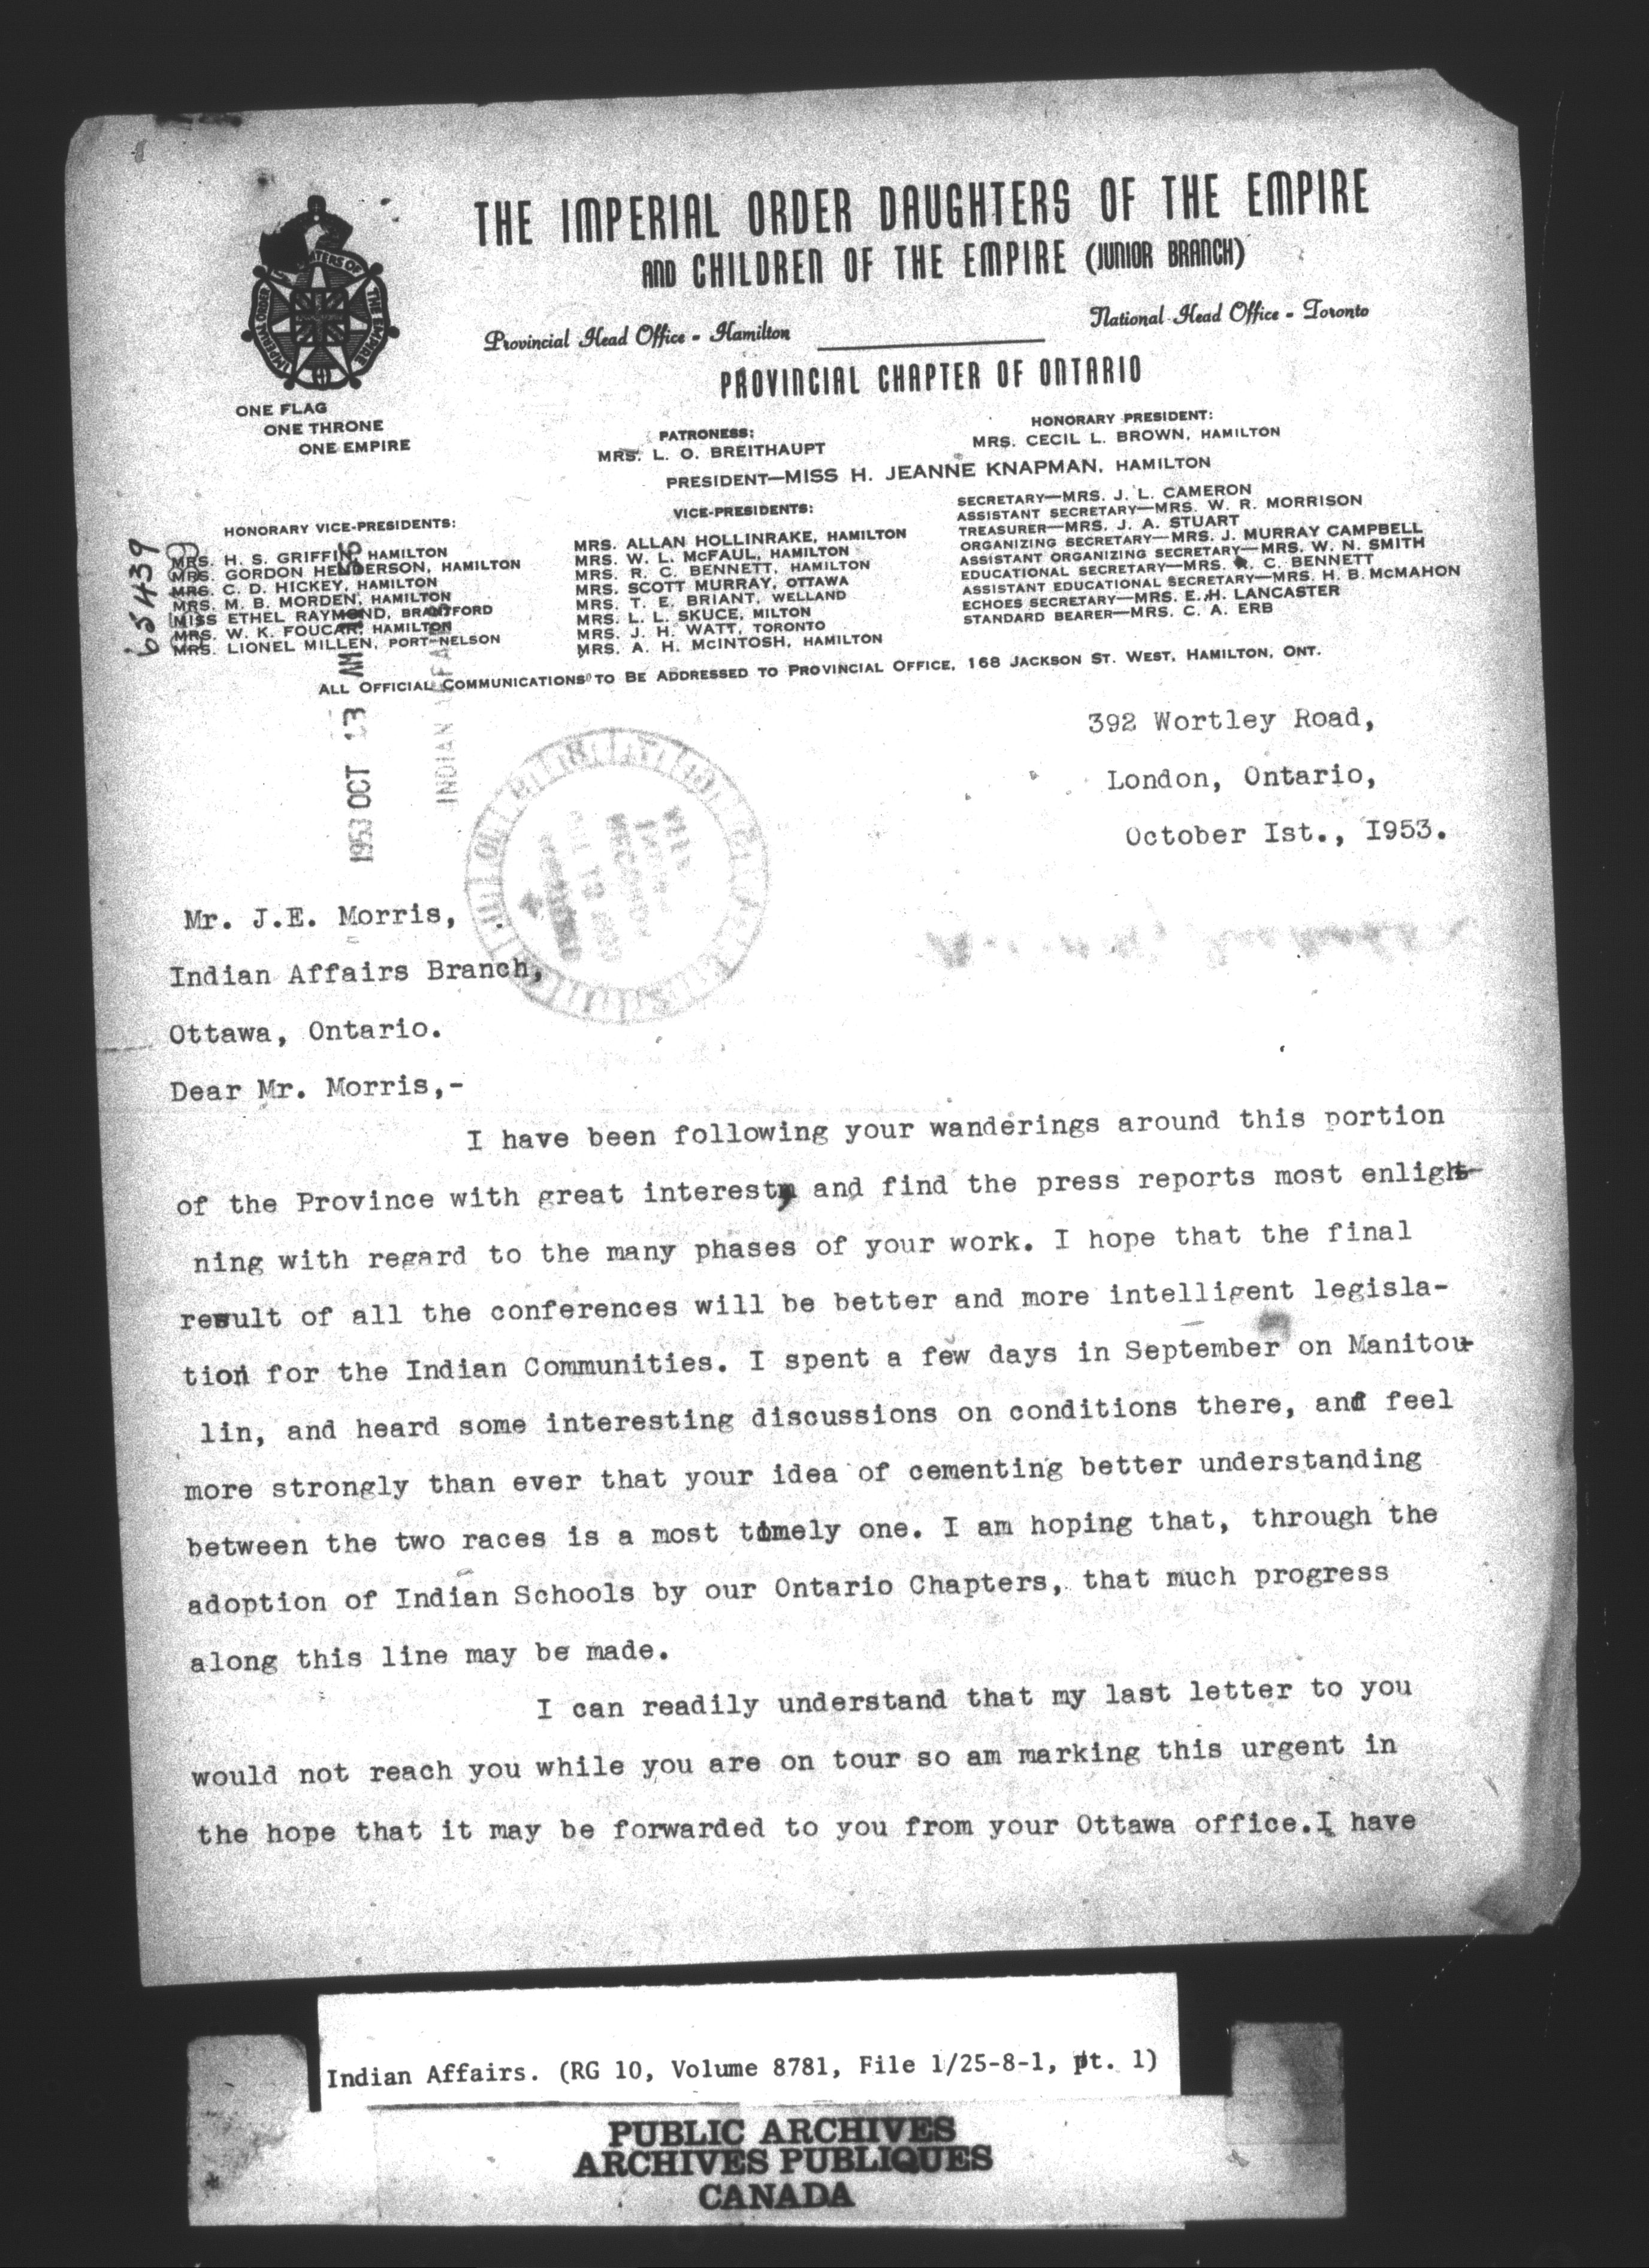 THE IMPERIAL ORDER DAUGHTERS OF THE EMPIRE
AND CHILDREN OF THE EMPIRE (JUNIOR BRANCH)
Provincial Head Office - Hamilton
National Head Office - Toronto
PROVINCIAL CHAPTER OF ONTARIO
IMPERIAL ORDER DAUGHTERS OF THE EMPIRE
ONE FLAG
ONE THRONE
ONE EMPIRE
PATRONESS:
MRS. L. O. BREITHAUPT
HONORARY PRESIDENT:
MRS. CECIL L. BROWN, HAMILTON
PRESIDENT—MISS H. JEANNE KNAPMAN, HAMILTON
HONORARY VICE-PRESIDENTS:
MRS. H. S. GRIFFIN, HAMILTON
MRS. GORDON HENDERSON, HAMILTON
MRS. C. D. HICKEY, HAMILTON
MRS. M. B. MORDEN, HAMILTON
MISS ETHEL RAYMOND, BRANTFORD
MRS. W. K. FOUCAR, HAMILTON
MRS. LIONEL MILLEN, PORT NELSON
VICE-PRESIDENTS:
MRS. ALLAN HOLLINRAKE, HAMILTON
MRS. W. L. McFAUL, HAMILTON
MRS. R. C. BENNETT, HAMILTON
MRS. SCOTT MURRAY, OTTAWA
MRS. T. E. BRIANT, WELLAND
MRS. L. L. SKUCE, MILTON
MRS. J. H. WATT, TORONTO
MRS. A. H. McINTOSH, HAMILTON
SECRETARY—MRS. J. L. CAMERON
ASSISTANT SECRETARY—MRS. W. R. MORRISON
TREASURER—MRS. J. A. STUART
ORGANIZING SECRETARY—MRS. J. MURRAY CAMPBELL
ASSISTANT ORGANIZING SECRETARY—MRS. W. N. SMITH
EDUCATIONAL SECRETARY—MRS. R. C. BENNETT
ASSISTANT EDUCATIONAL SECRETARY—MRS. H. B. McMAHON
ECHOES SECRETARY—MRS. E. H. LANCASTER
STANDARD BEARER—MRS. C. A. ERB
ALL OFFICIAL COMMUNICATIONS TO BE ADDRESSED TO PROVINCIAL OFFICE, 168 JACKSON ST. WEST, HAMILTON, ONT.
65439
1953 OCT 13 AM
INDIAN AFFA
392 Wortley Road,
London, Ontario,
October Ist., I953.
Mr. J.E. Morris,
Indian Affairs Branch,
Ottawa, Ontario.
Dear Mr. Morris,-
I have been following your wanderings around this portion
of the Province with great interest, and find the press reports most enligh-
ning with regard to the many phases of your work. I hope that the final
result of all the conferences will be better and more intelligent legisla-
tion for the Indian Communities. I spent a few days in September on Manitou-
lin, and heard some interesting discussions on conditions there, and feel
more strongly than ever that your idea of cementing better understanding
between the two races is a most timely one. I am hoping that, through the
adoption of Indian Schools by our Ontario Chapters, that much progress
along this line may be made.
I can readily understand that my last letter to you
would not reach you while you are on tour so am marking this urgent in
the hope that it may be forwarded to you from your Ottawa office.I have
Indian Affairs. (RG 10, Volume 8781, File 1/25-8-1, pt. 1)
PUBLIC ARCHIVES
ARCHIVES PUBLIQUES
CANADA